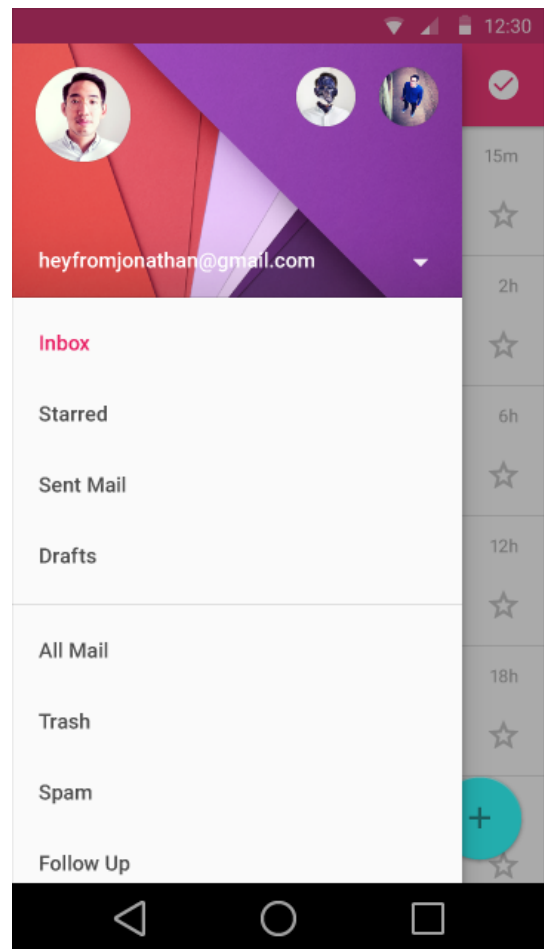 12:30
heyfromjonathan@gmail.com
Inbox
Starred
Sent Mail
Drafts
All Mail
Trash
Spam
Follow Up
15m
2h
6h
12h
18h